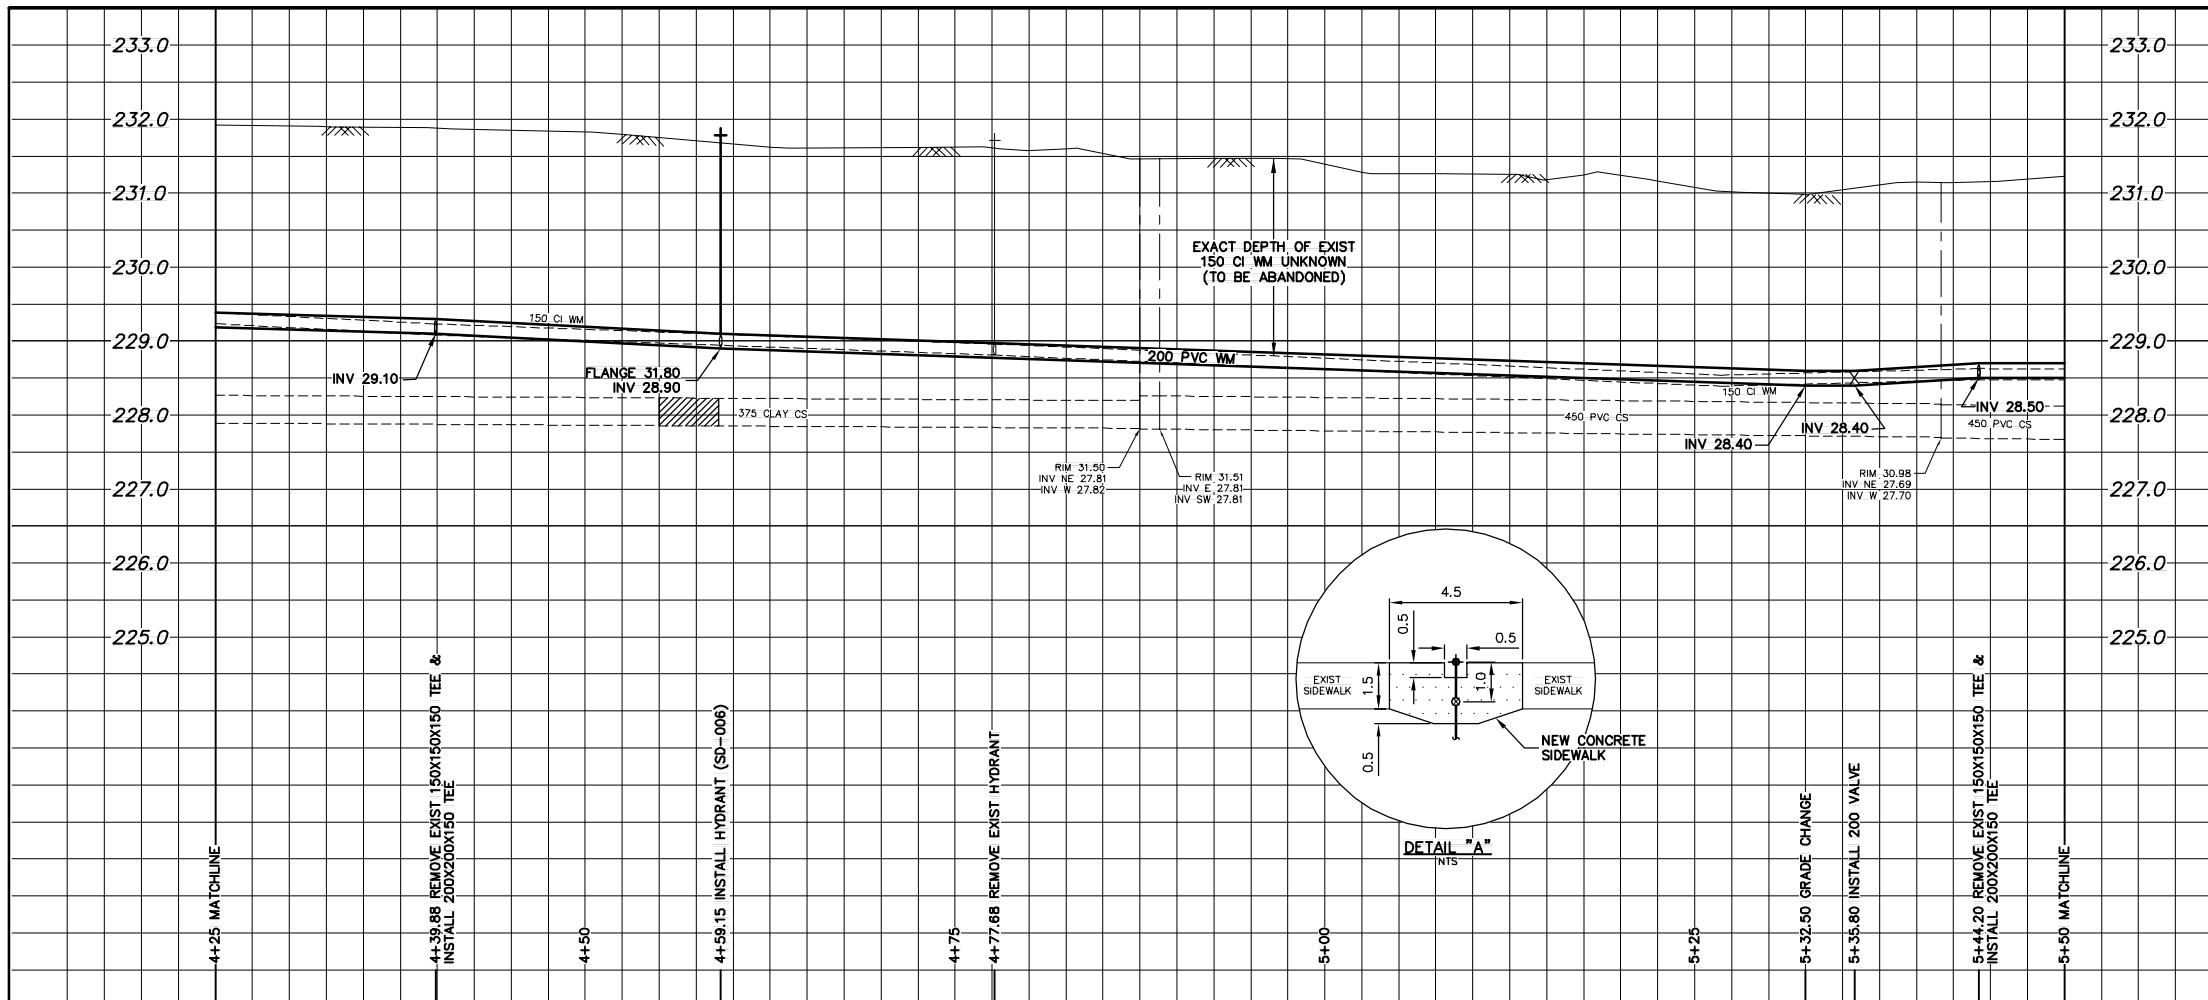 233.0
233.0
232.0
232.0
231.0
231.0
EXACT DEPTH OF EXIST
150 CI WM UNKNOWN
(TO BE ABANDONED)
230.0
230.0
150 CI WM
229.0
229.0
200 PVC WM
INV 29.10
FLANGE 31.80
INV 28.90
150 CI WM
INV 28.50
228.0
228.0
375 CLAY CS
450 PVC CS
450 PVC CS
INV 28.40
INV 28.40
RIM 31.50
INV NE 27.81
INV W 27.82
RIM 31.51
INV E 27.81
INV SW 27.81
RIM 30.98
INV NE 27.69
INV W 27.70
227.0
227.0
226.0
226.0
225.0
225.0
4.5
0.5
0.5
EXIST
SIDEWALK
1.5
1.0
EXIST
SIDEWALK
0.5
NEW CONCRETE
SIDEWALK
DETAIL "A"
NTS
4+25 MATCHLINE
4+39.88 REMOVE EXIST 150X150X150 TEE &
INSTALL 200X200X150 TEE
4+50
4+59.15 INSTALL HYDRANT (SD-006)
4+75
4+77.68 REMOVE EXIST HYDRANT
5+00
5+25
5+32.50 GRADE CHANGE
5+35.80 INSTALL 200 VALVE
5+44.20 REMOVE EXIST 150X150X150 TEE &
INSTALL 200X200X150 TEE
5+50 MATCHLINE